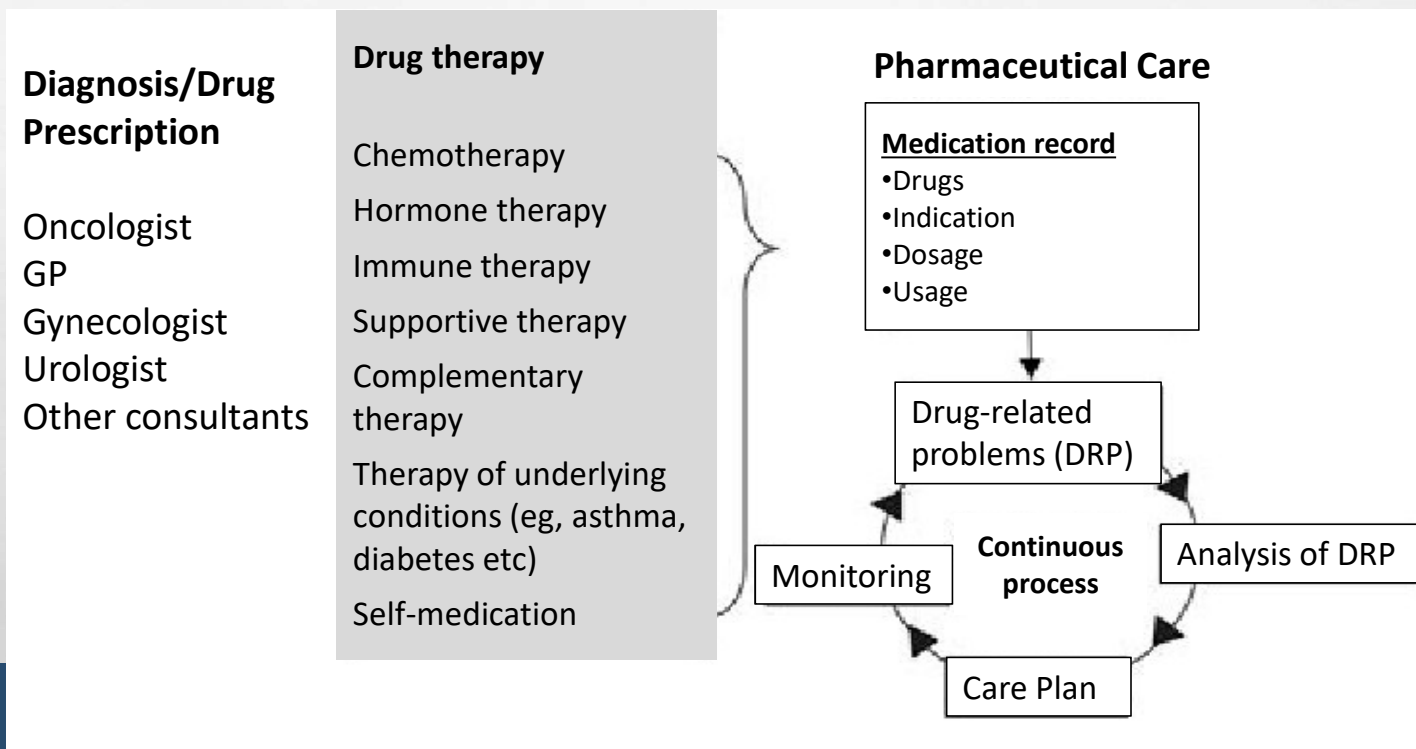 Diagnosis/Drug
Prescription
Oncologist
GP
Gynecologist
Urologist
Other consultants
Drug therapy
Chemotherapy
Hormone therapy
Immune therapy
Supportive therapy
Complementary
therapy
Therapy of underlying
conditions (eg, asthma,
diabetes etc)
Self-medication
Pharmaceutical Care
Medication record
•Drugs
•Indication
•Dosage
•Usage
Drug-related
problems (DRP)
Analysis of DRP
Care Plan
Monitoring
Continuous
process